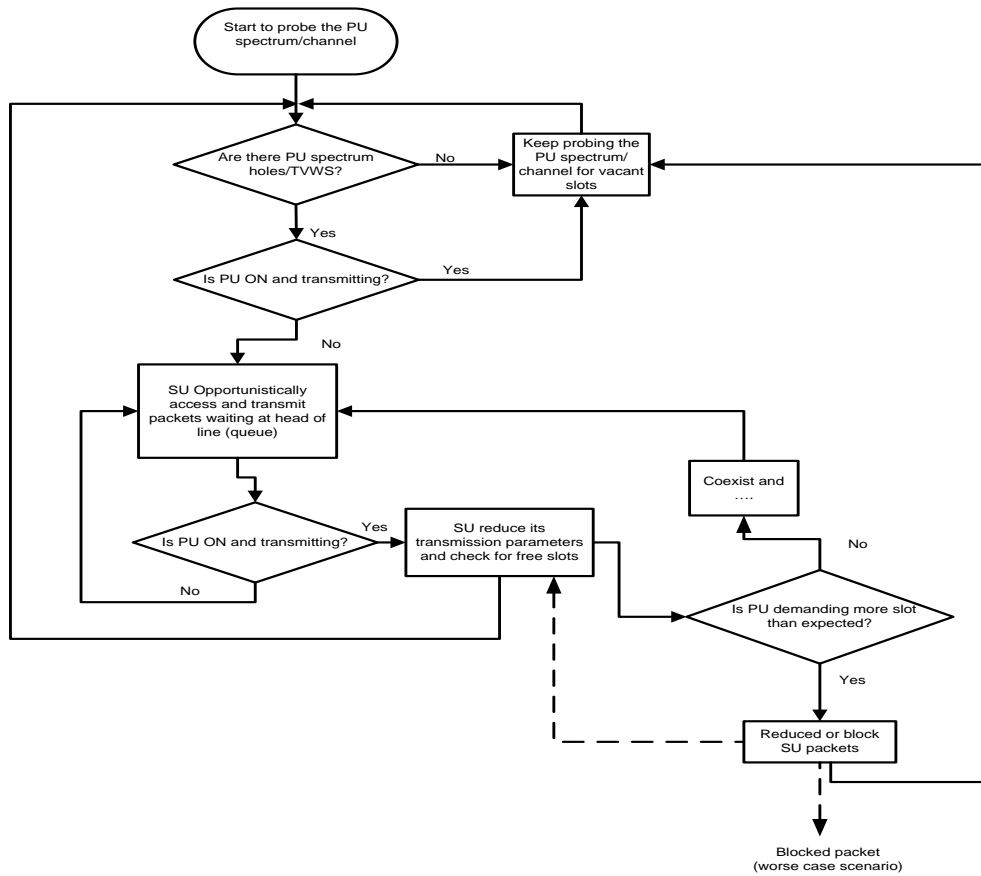 Start to probe the PU
spectrum/channel
Are there PU spectrum
holes/TVWS?
No
Keep probing the
PU spectrum/
channel for vacant
slots
Yes
Is PU ON and transmitting?
Yes
No
SU Opportunistically
access and transmit
packets waiting at head of
line (queue)
Coexist and
....
Is PU ON and transmitting?
Yes
No
SU reduce its
transmission parameters
and check for free slots
No
Is PU demanding more slot
than expected?
Yes
Reduced or block
SU packets
Blocked packet
(worse case scenario)